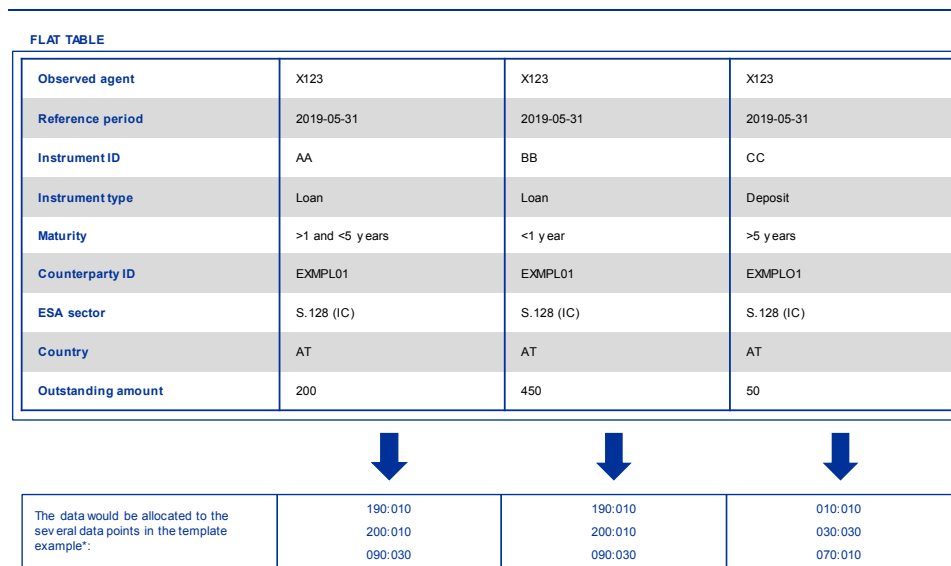 FLAT TABLE
Observed agent X123 X123 X123
Reference period 2019-05-31 2019-05-31 2019-05-31
Instrument ID AA BB CC
Instrument type Loan Loan Deposit
Maturity >1 and <5 years <1 year >5 years
Counterparty ID EXMPL01 EXMPL01 EXMPLO1
ESA sector S.128 (IC) S.128 (IC) S.128 (IC)
Country AT AT AT
Outstanding amount 200 450 50
The data would be allocated to the 190:010 190:010 010:010
several data points in the template 200:010 200:010 030:030
example*: 090:030 090:030 070:010